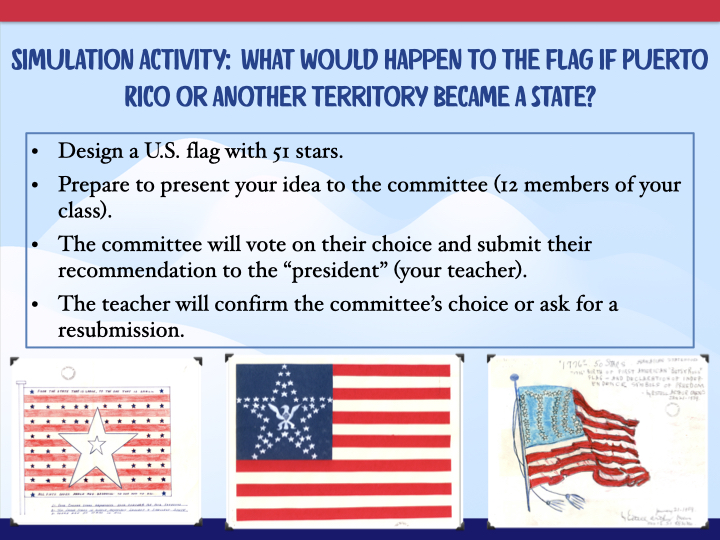 SIMULATION ACTIVITY: WHAT WOULD HAPPEN TO THE FLAG IF PUERTO
RICO OR ANOTHER TERRITORY BECAME A STATE?
• Design a U.S. flag with 51 stars.
• Prepare to present your idea to the committee (12 members of your
class).
• The committee will vote on their choice and submit their
recommendation to the “president” (your teacher).
• The teacher will confirm the committee’s choice or ask for a
resubmission.
"1776" 50 STARS